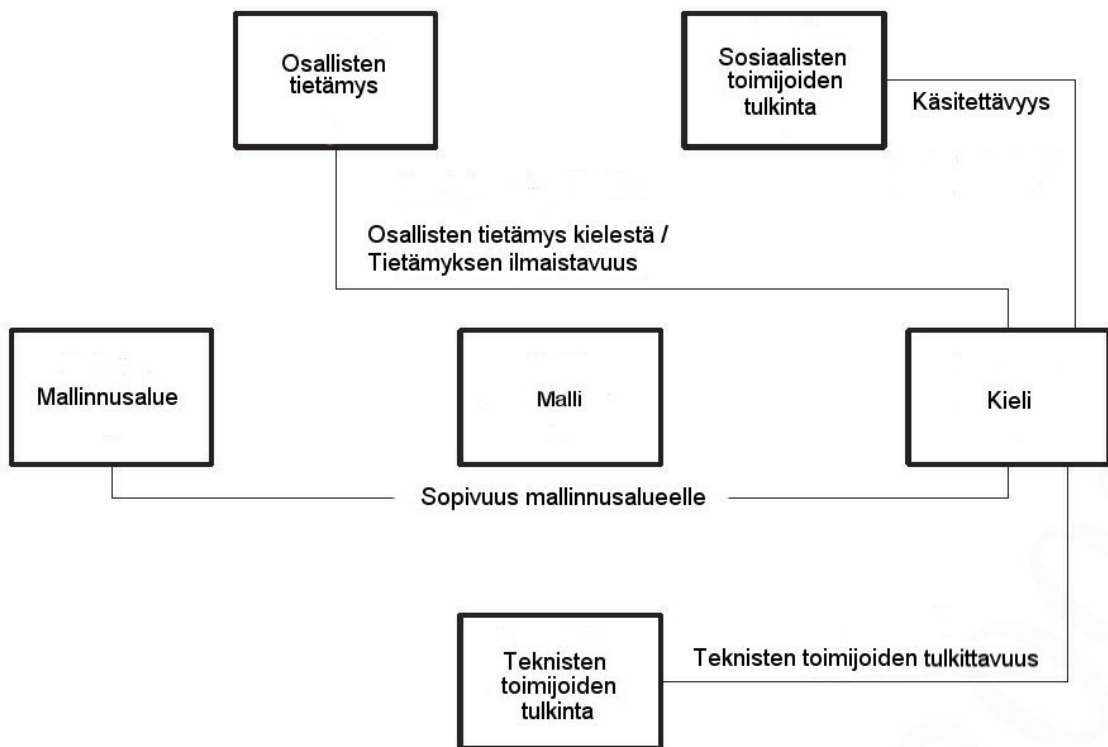 Osallisten
tietämys
Sosiaalisten
toimijoiden
tulkinta
Käsitettävyys
Osallisten tietämys kielestä /
Tietämyksen ilmaistavuus
Mallinnusalue
Malli
Kieli
Sopivuus mallinnusalueelle
Teknisten
toimijoiden
tulkinta
Teknisten toimijoiden tulkittavuus